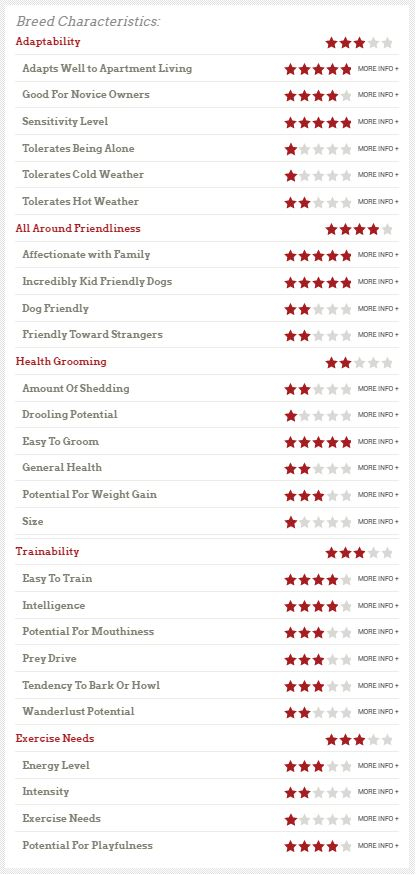 Breed Characteristics:
Adaptability
Adapts Well to Apartment Living MORE INFO +
Good For Novice Owners MORE INFO +
Sensitivity Level MORE INFO +
Tolerates Being Alone MORE INFO +
Tolerates Cold Weather MORE INFO +
Tolerates Hot Weather MORE INFO +
All Around Friendliness
Affectionate with Family MORE INFO +
Incredibly Kid Friendly Dogs MORE INFO +
Dog Friendly MORE INFO +
Friendly Toward Strangers MORE INFO +
Health Grooming
Amount Of Shedding MORE INFO +
Drooling Potential MORE INFO +
Easy To Groom MORE INFO +
General Health MORE INFO +
Potential For Weight Gain MORE INFO +
Size MORE INFO +
Trainability
Easy To Train MORE INFO +
Intelligence MORE INFO +
Potential For Mouthiness MORE INFO +
Prey Drive MORE INFO +
Tendency To Bark Or Howl MORE INFO +
Wanderlust Potential MORE INFO +
Exercise Needs
Energy Level MORE INFO +
Intensity MORE INFO +
Exercise Needs MORE INFO +
Potential For Playfulness MORE INFO +